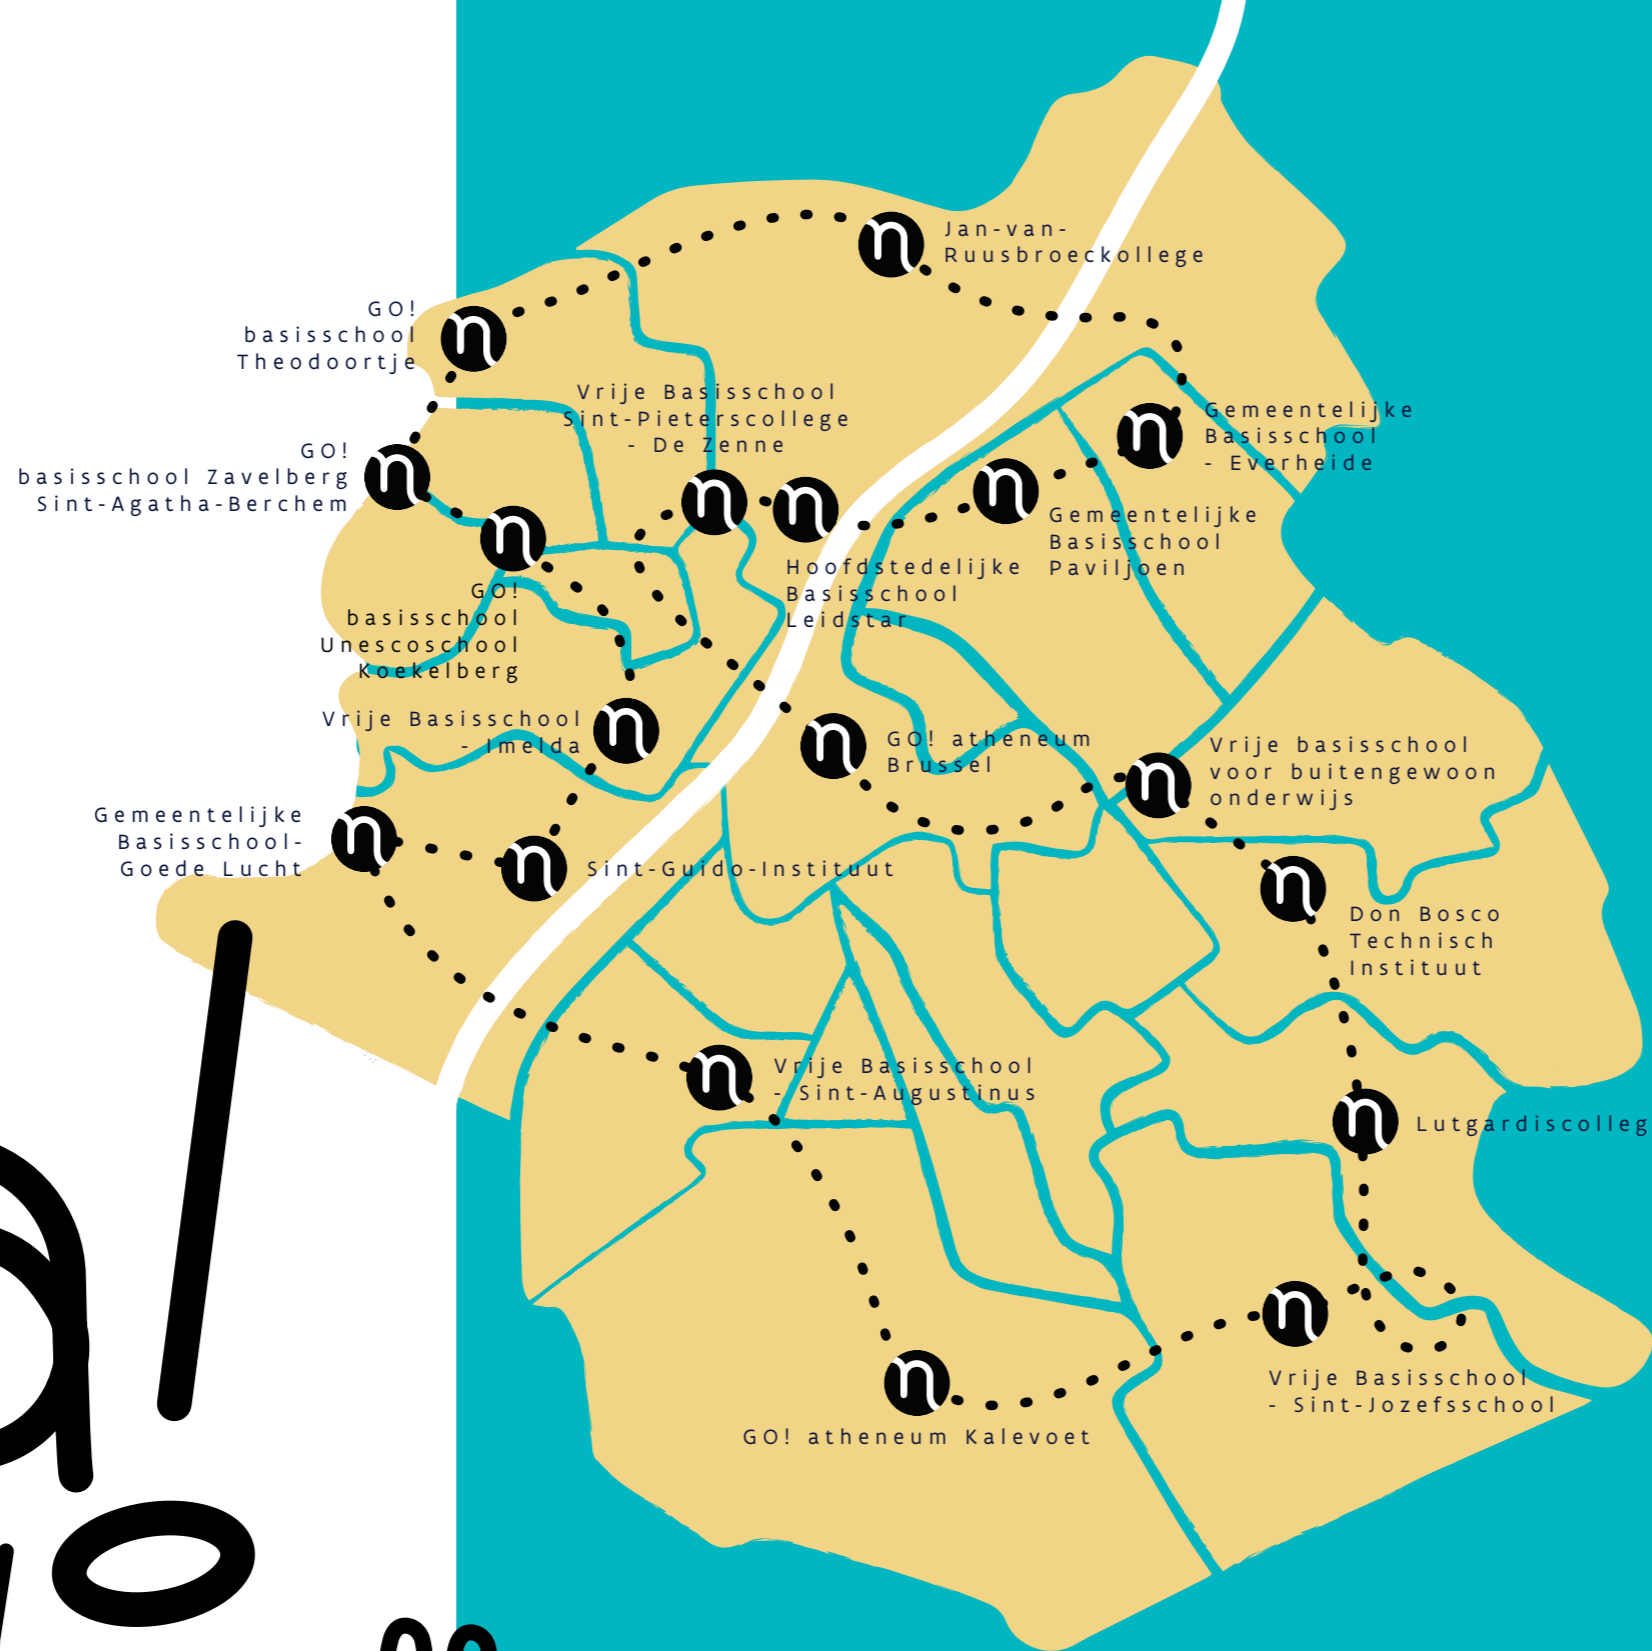 Jan-van-
Ruusbroeckollege
GO!
basisschool
Theodoortje
Vrije Basisschool
Sint-Pieterscollege
- De Zenne
Gemeentelijke
Basisschool
- Everheide
GO!
basisschool Zavelberg
Sint-Agatha-Berchem
Gemeentelijke
Basisschool
Paviljoen
Hoofdstedelijke
Basisschool
Leidstar
GO!
basisschool
Unescoschool
Koekelberg
Vrije Basisschool
- Imelda
GO! atheneum
Brussel
Vrije basisschool
voor buitengewoon
onderwijs
Gemeentelijke
Basisschool-
Goede Lucht
Sint-Guido-Instituut
Don Bosco
Technisch
Instituut
Vrije Basisschool
- Sint-Augustinus
Lutgardiscolleg
Vrije Basisschool
- Sint-Jozefsschool
GO! atheneum Kalevoet